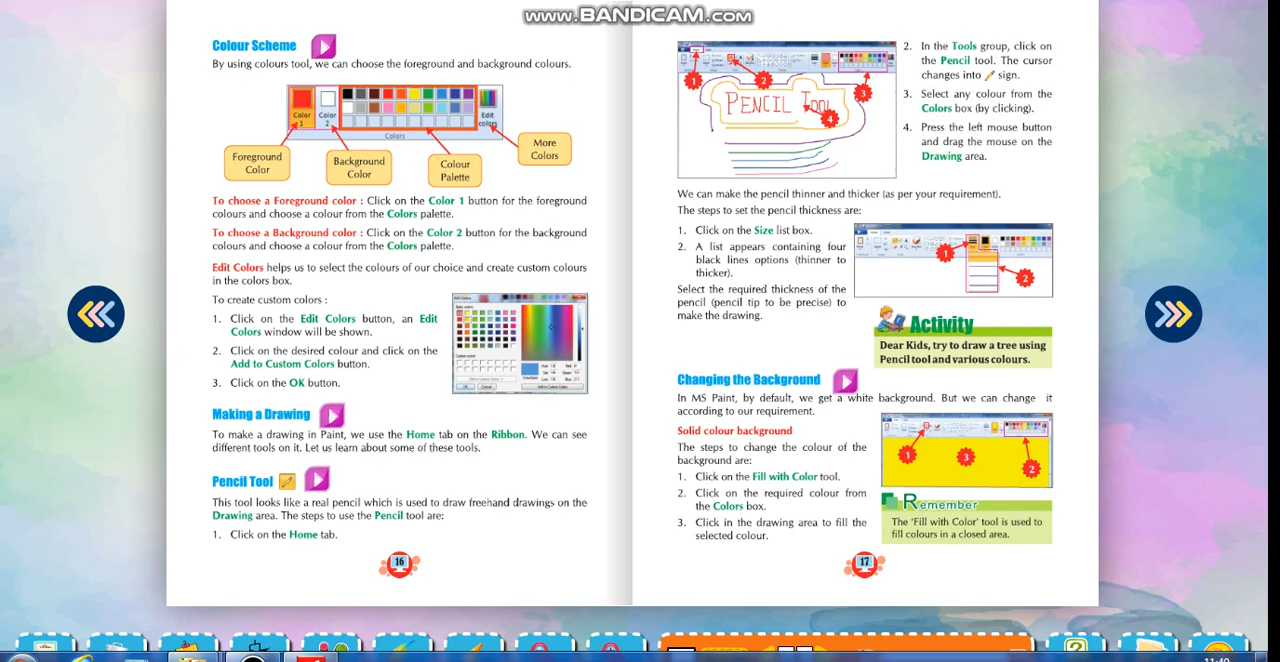 www.BANDICAM.com
Colour Scheme
By using colours tool, we can choose the foreground and background colours.
Color 1
Color 2
Edit colors
Colors
Foreground Color
Background Color
Colour Palette
More Colors
To choose a Foreground color : Click on the Color 1 button for the foreground
colours and choose a colour from the Colors palette.
To choose a Background color : Click on the Color 2 button for the background
colours and choose a colour from the Colors palette.
Edit Colors helps us to select the colours of our choice and create custom colours
in the colors box.
To create custom colors :
1. Click on the Edit Colors button, an Edit
Colors window will be shown.
2. Click on the desired colour and click on the
Add to Custom Colors button.
3. Click on the OK button.
Making a Drawing
To make a drawing in Paint, we use the Home tab on the Ribbon. We can see
different tools on it. Let us learn about some of these tools.
Pencil Tool
This tool looks like a real pencil which is used to draw freehand drawings on the
Drawing area. The steps to use the Pencil tool are:
1. Click on the Home tab.
16
1
2
3
PENCIL Tool
4
2. In the Tools group, click on
the Pencil tool. The cursor
changes into sign.
3. Select any colour from the
Colors box (by clicking).
4. Press the left mouse button
and drag the mouse on the
Drawing area.
We can make the pencil thinner and thicker (as per your requirement).
The steps to set the pencil thickness are:
1. Click on the Size list box.
2. A list appears containing four
black lines options (thinner to
thicker).
Select the required thickness of the
pencil (pencil tip to be precise) to
make the drawing.
1
2
Activity
Dear Kids, try to draw a tree using
Pencil tool and various colours.
Changing the Background
In MS Paint, by default, we get a white background. But we can change it
according to our requirement.
Solid colour background
The steps to change the colour of the
background are:
1. Click on the Fill with Color tool.
2. Click on the required colour from
the Colors box.
3. Click in the drawing area to fill the
selected colour.
1
3
2
Remember
The 'Fill with Color' tool is used to
fill colours in a closed area.
17